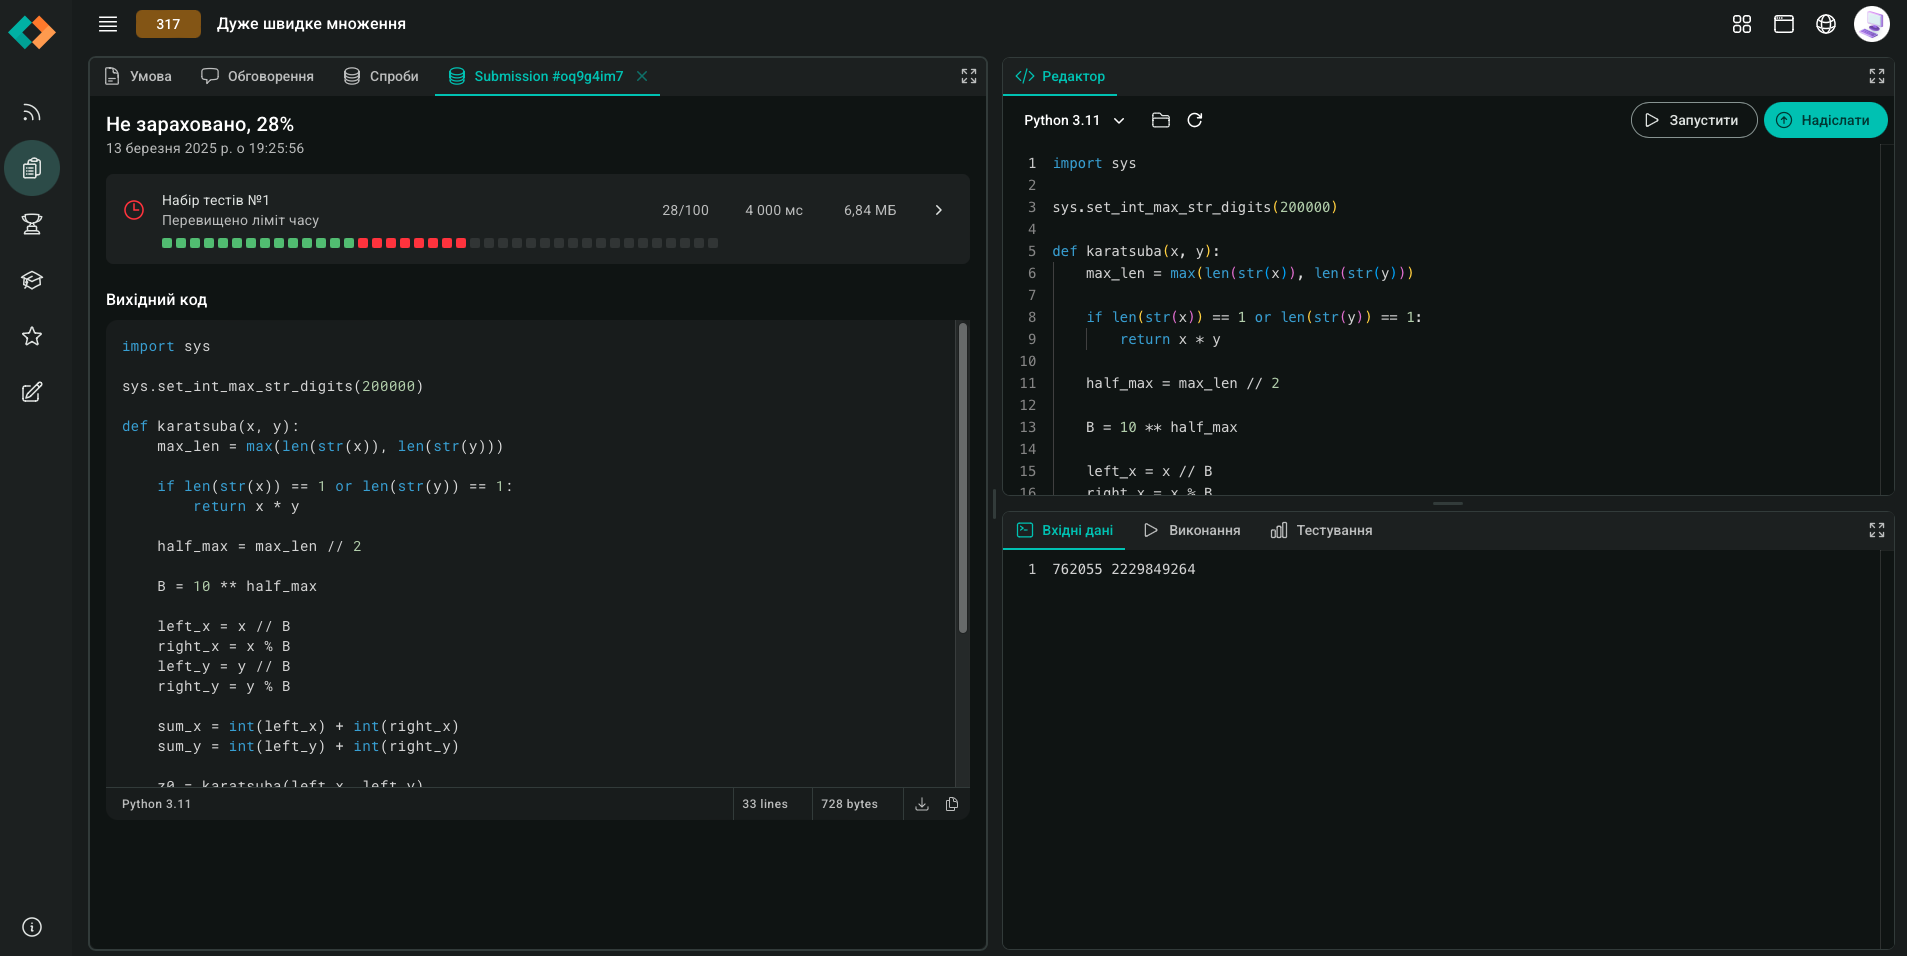 317 Дуже швидке множення
Умова Обговорення Спроби Submission #oq9g4im7
Не зараховано, 28%
13 березня 2025 р. о 19:25:56
Набір тестів №1
Перевищено ліміт часу
28/100 4 000 мс 6,84 МБ
Вихідний код
import sys
sys.set_int_max_str_digits(200000)
def karatsuba(x, y):
    max_len = max(len(str(x)), len(str(y)))
    if len(str(x)) == 1 or len(str(y)) == 1:
        return x * y
    half_max = max_len // 2
    B = 10 ** half_max
    left_x = x // B
    right_x = x % B
    left_y = y // B
    right_y = y % B
    sum_x = int(left_x) + int(right_x)
    sum_y = int(left_y) + int(right_y)
    z0 = karatsuba(left_x, left_y)
Python 3.11 33 lines 728 bytes
Редактор
Python 3.11 Запустити Надіслати
1 import sys
2
3 sys.set_int_max_str_digits(200000)
4
5 def karatsuba(x, y):
6     max_len = max(len(str(x)), len(str(y)))
7
8     if len(str(x)) == 1 or len(str(y)) == 1:
9         return x * y
10
11     half_max = max_len // 2
12
13     B = 10 ** half_max
14
15     left_x = x // B
16     right_x = x % B
Вхідні дані Виконання Тестування
1 762055 2229849264